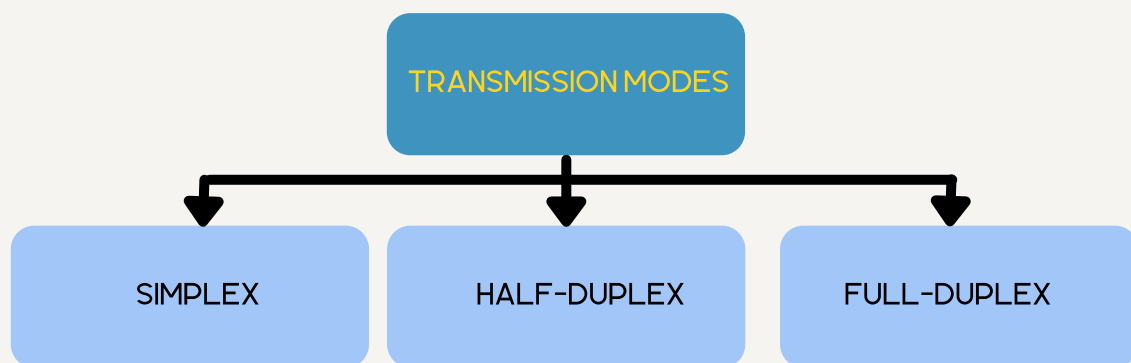 TRANSMISSION MODES
SIMPLEX
HALF-DUPLEX
FULL-DUPLEX